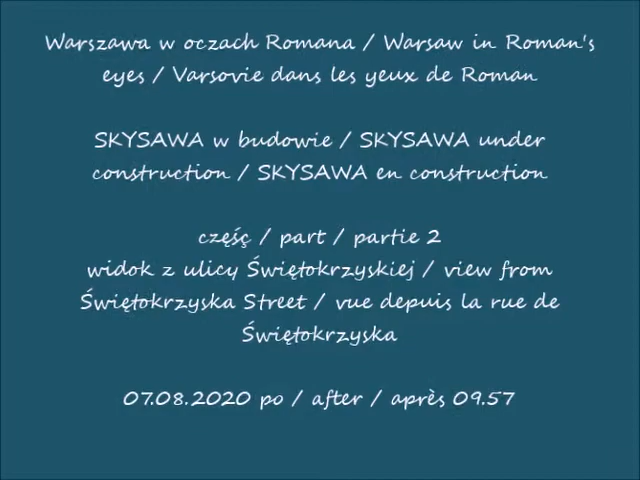 Warszawa w oczach Romana / Warsaw in Roman's
eyes / Varsovie dans les yeux de Roman
SKYSAWA w budowie / SKYSAWA under
construction / SKYSAWA en construction
częśç / part / partie 2
widok z ulicy Świętokrzyskiej / view from
Świętokrzyska Street / vue depuis la rue de
Świętokrzyska
07.08.2020 po / after / après 09.57